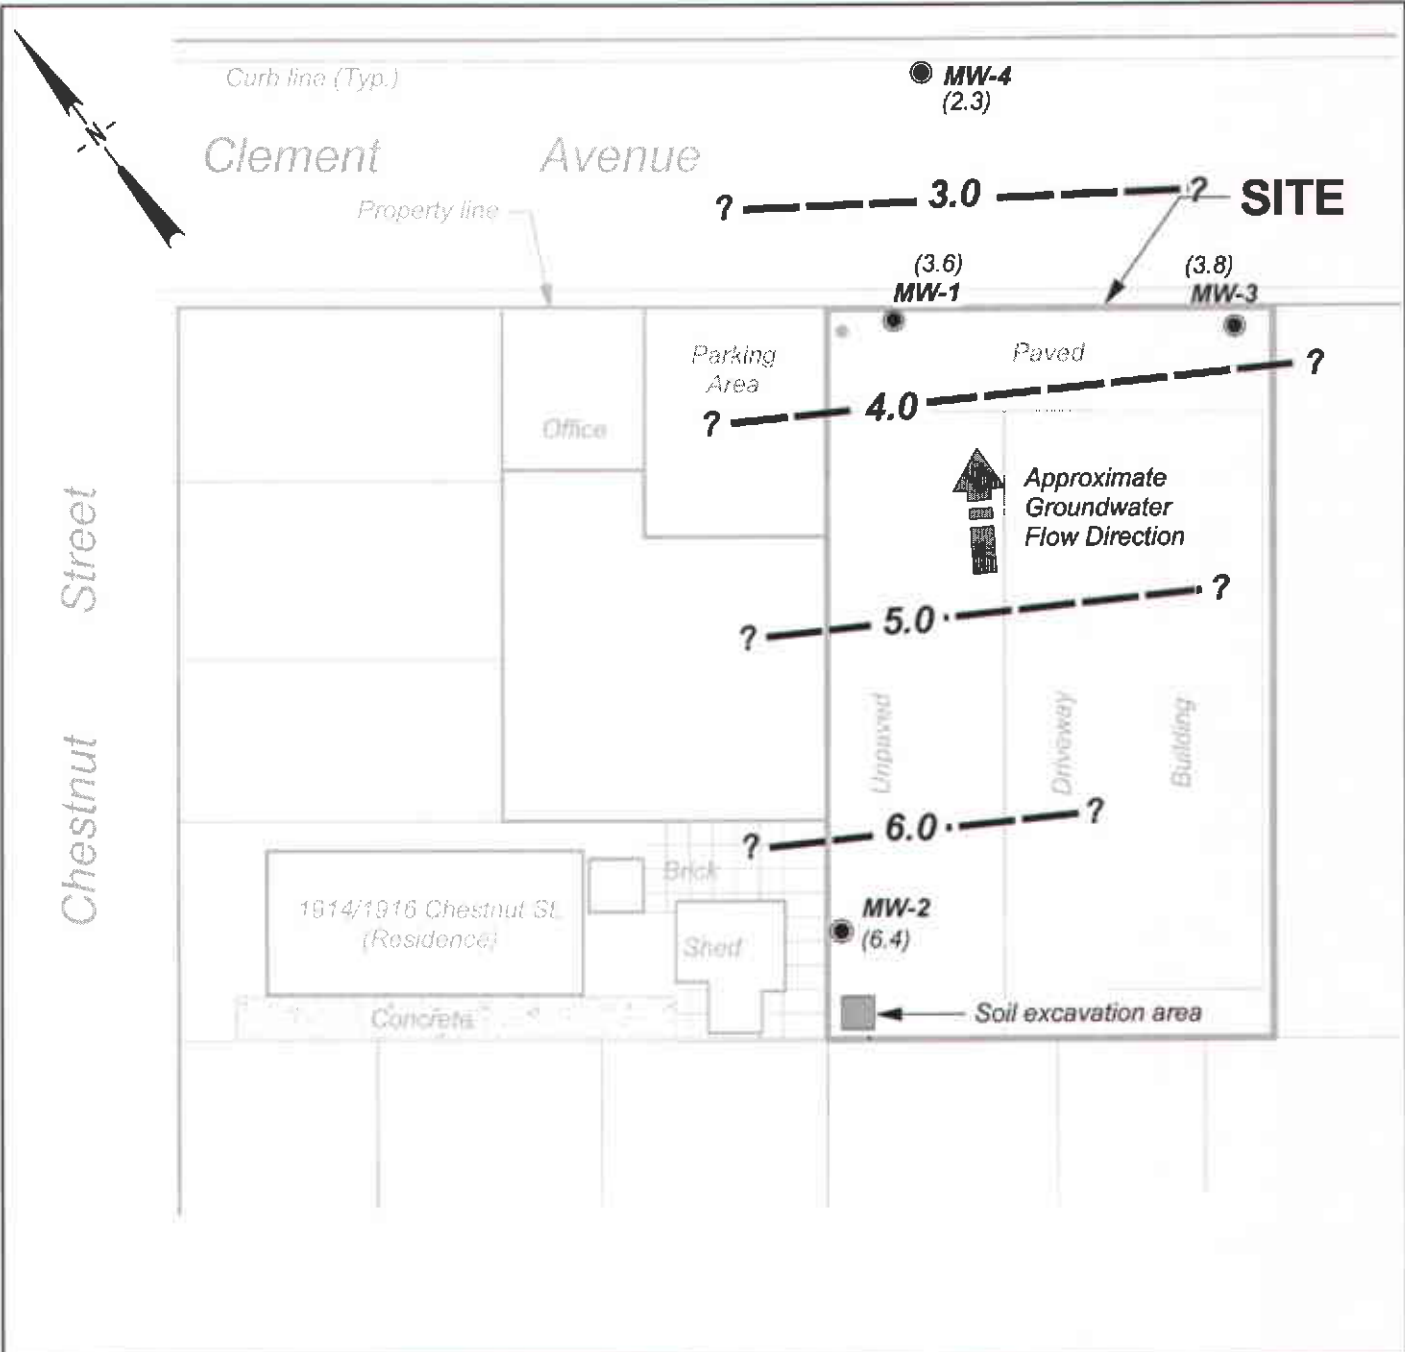 Curb line (Typ.)
MW-4
(2.3)
N
Clement Avenue
Property line
? 3.0 ?
SITE
(3.6)
MW-1
(3.8)
MW-3
Parking
Area
Paved
? 4.0 ?
Office
Approximate
Groundwater
Flow Direction
Chestnut Street
? 5.0 ?
Unpaved
Driveway
Building
? 6.0 ?
Brick
1914/1916 Chestnut St.
(Residence)
MW-2
(6.4)
Shed
Concrete
Soil excavation area